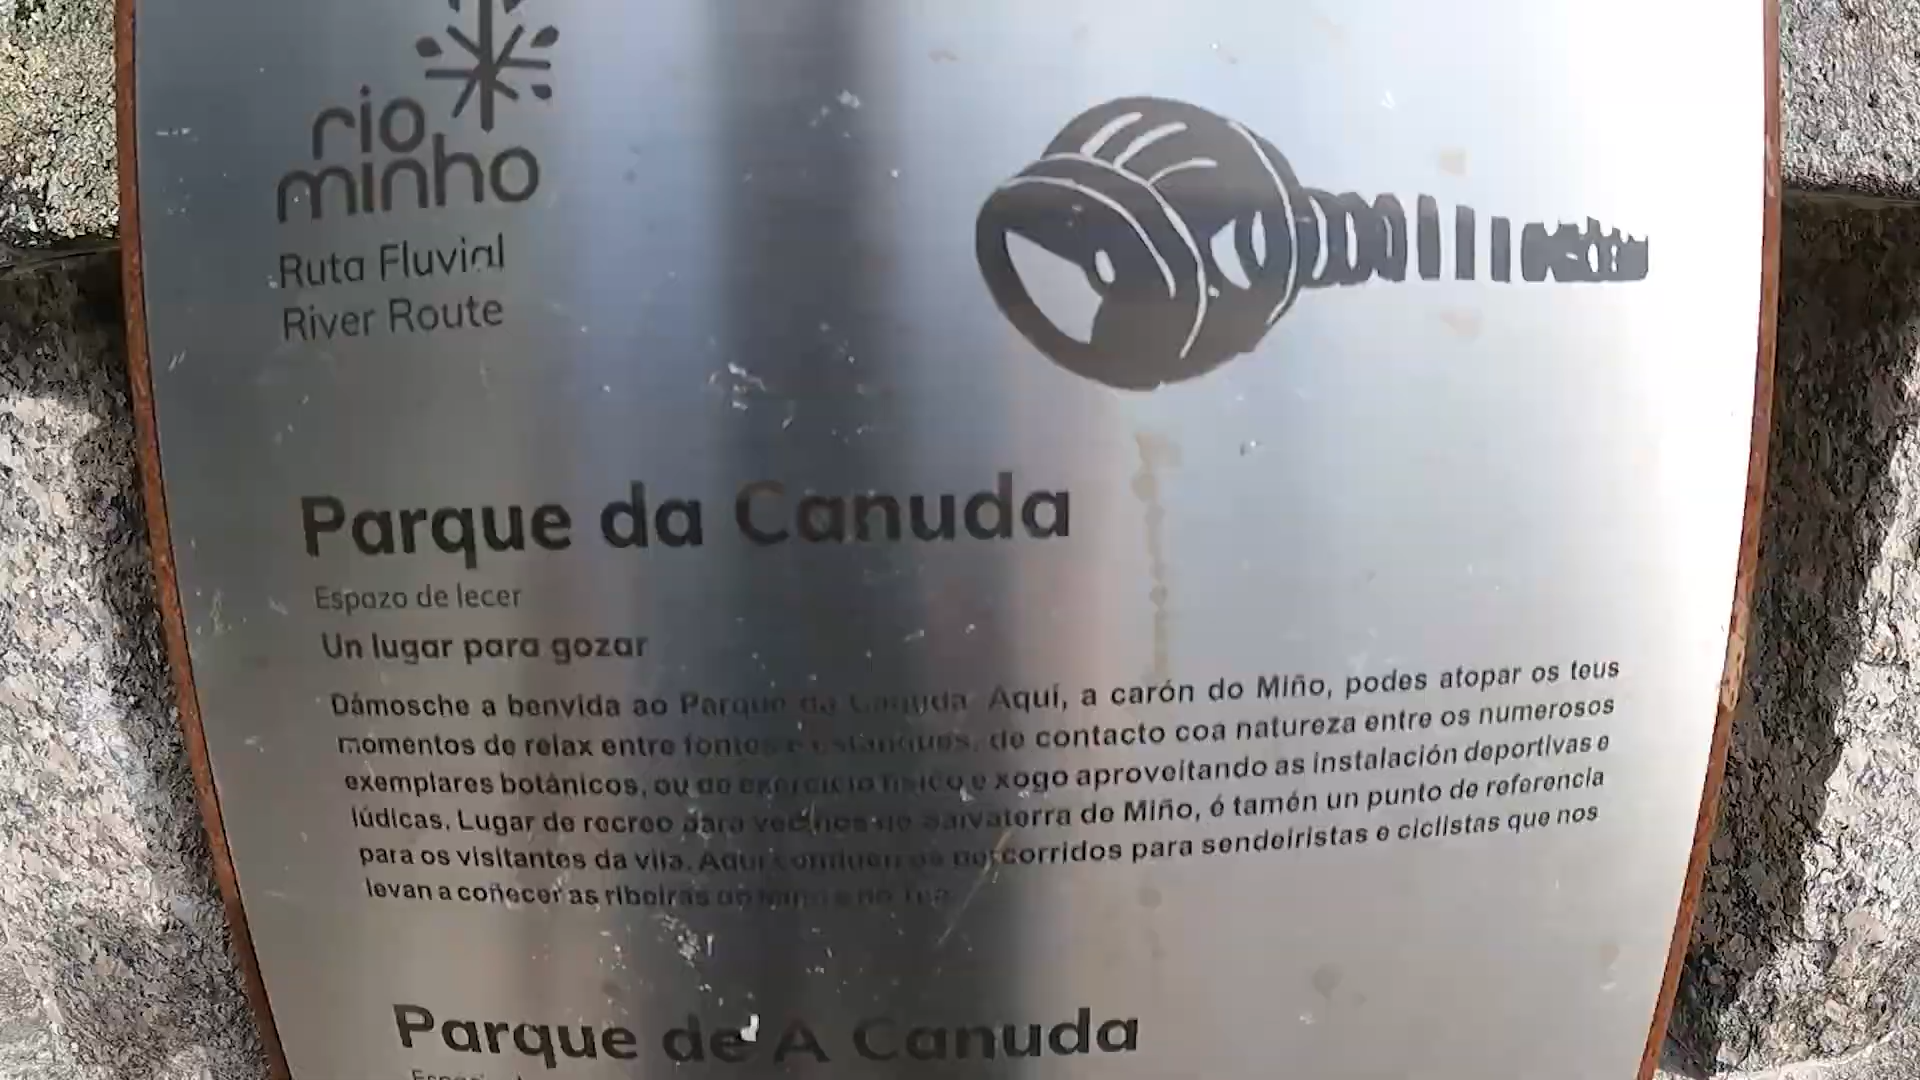 rio
minho
Ruta Fluvial
River Route
Parque da Canuda
Espazo de lecer
Un lugar para gozar
Dámosche a benvida ao Parque da Canuda. Aquí, a carón do Miño, podes atopar os teus
momentos de relax entre fontes e estanques, de contacto coa natureza entre os numerosos
exemplares botánicos, ou de exercicio físico e xogo aproveitando as instalación deportivas e
lúdicas. Lugar de recreo para veciños de Salvaterra de Miño, é tamén un punto de referencia
para os visitantes da vila. Aquí conflúen os percorridos para sendeiristas e ciclistas que nos
levan a coñecer as ribeiras do e no Tea.
Parque de A Canuda